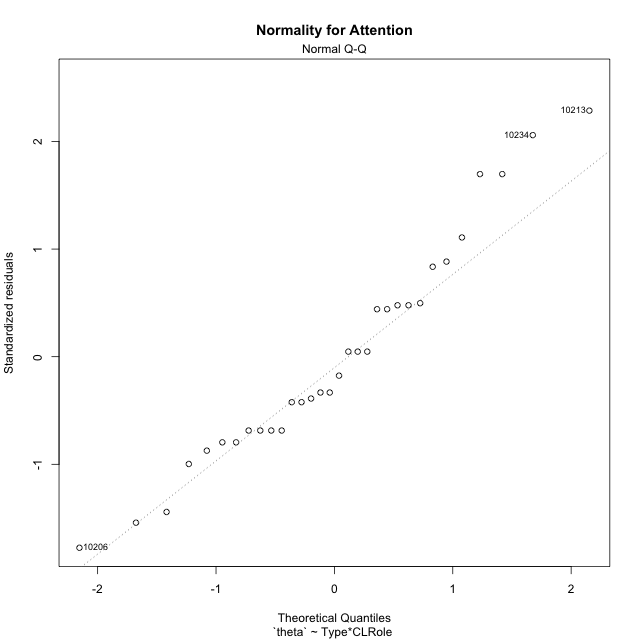 Normality for Attention
Normal Q-Q
10213
10234
2
1
0
-1
Standardized residuals
10206
-2 -1 0 1 2
Theoretical Quantiles
`theta` ~ Type*CLRole